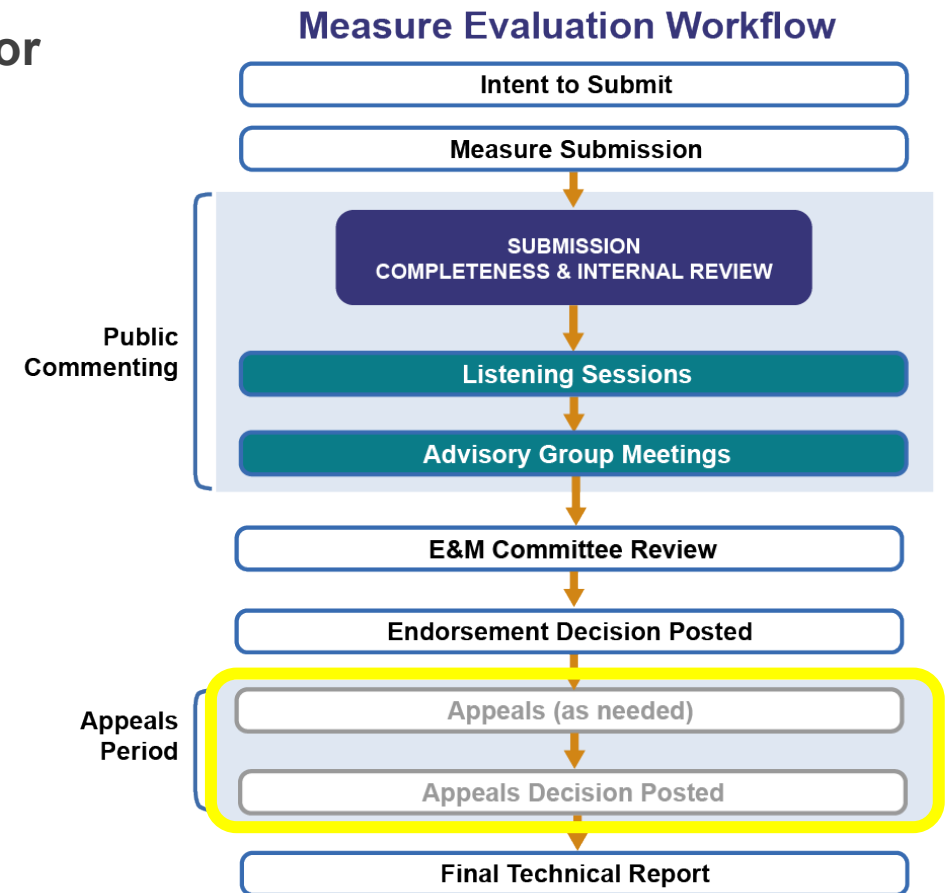 or
Measure Evaluation Workflow
Intent to Submit
Measure Submission
SUBMISSION
COMPLETENESS & INTERNAL REVIEW
Public
Commenting
Listening Sessions
Advisory Group Meetings
E&M Committee Review
Endorsement Decision Posted
Appeals
Period
Appeals (as needed)
Appeals Decision Posted
Final Technical Report